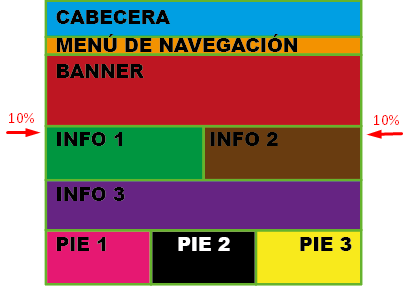 CABECERA
MENÚ DE NAVEGACIÓN
BANNER
10%
10%
INFO 1
INFO 2
INFO 3
PIE 1
PIE 2
PIE 3